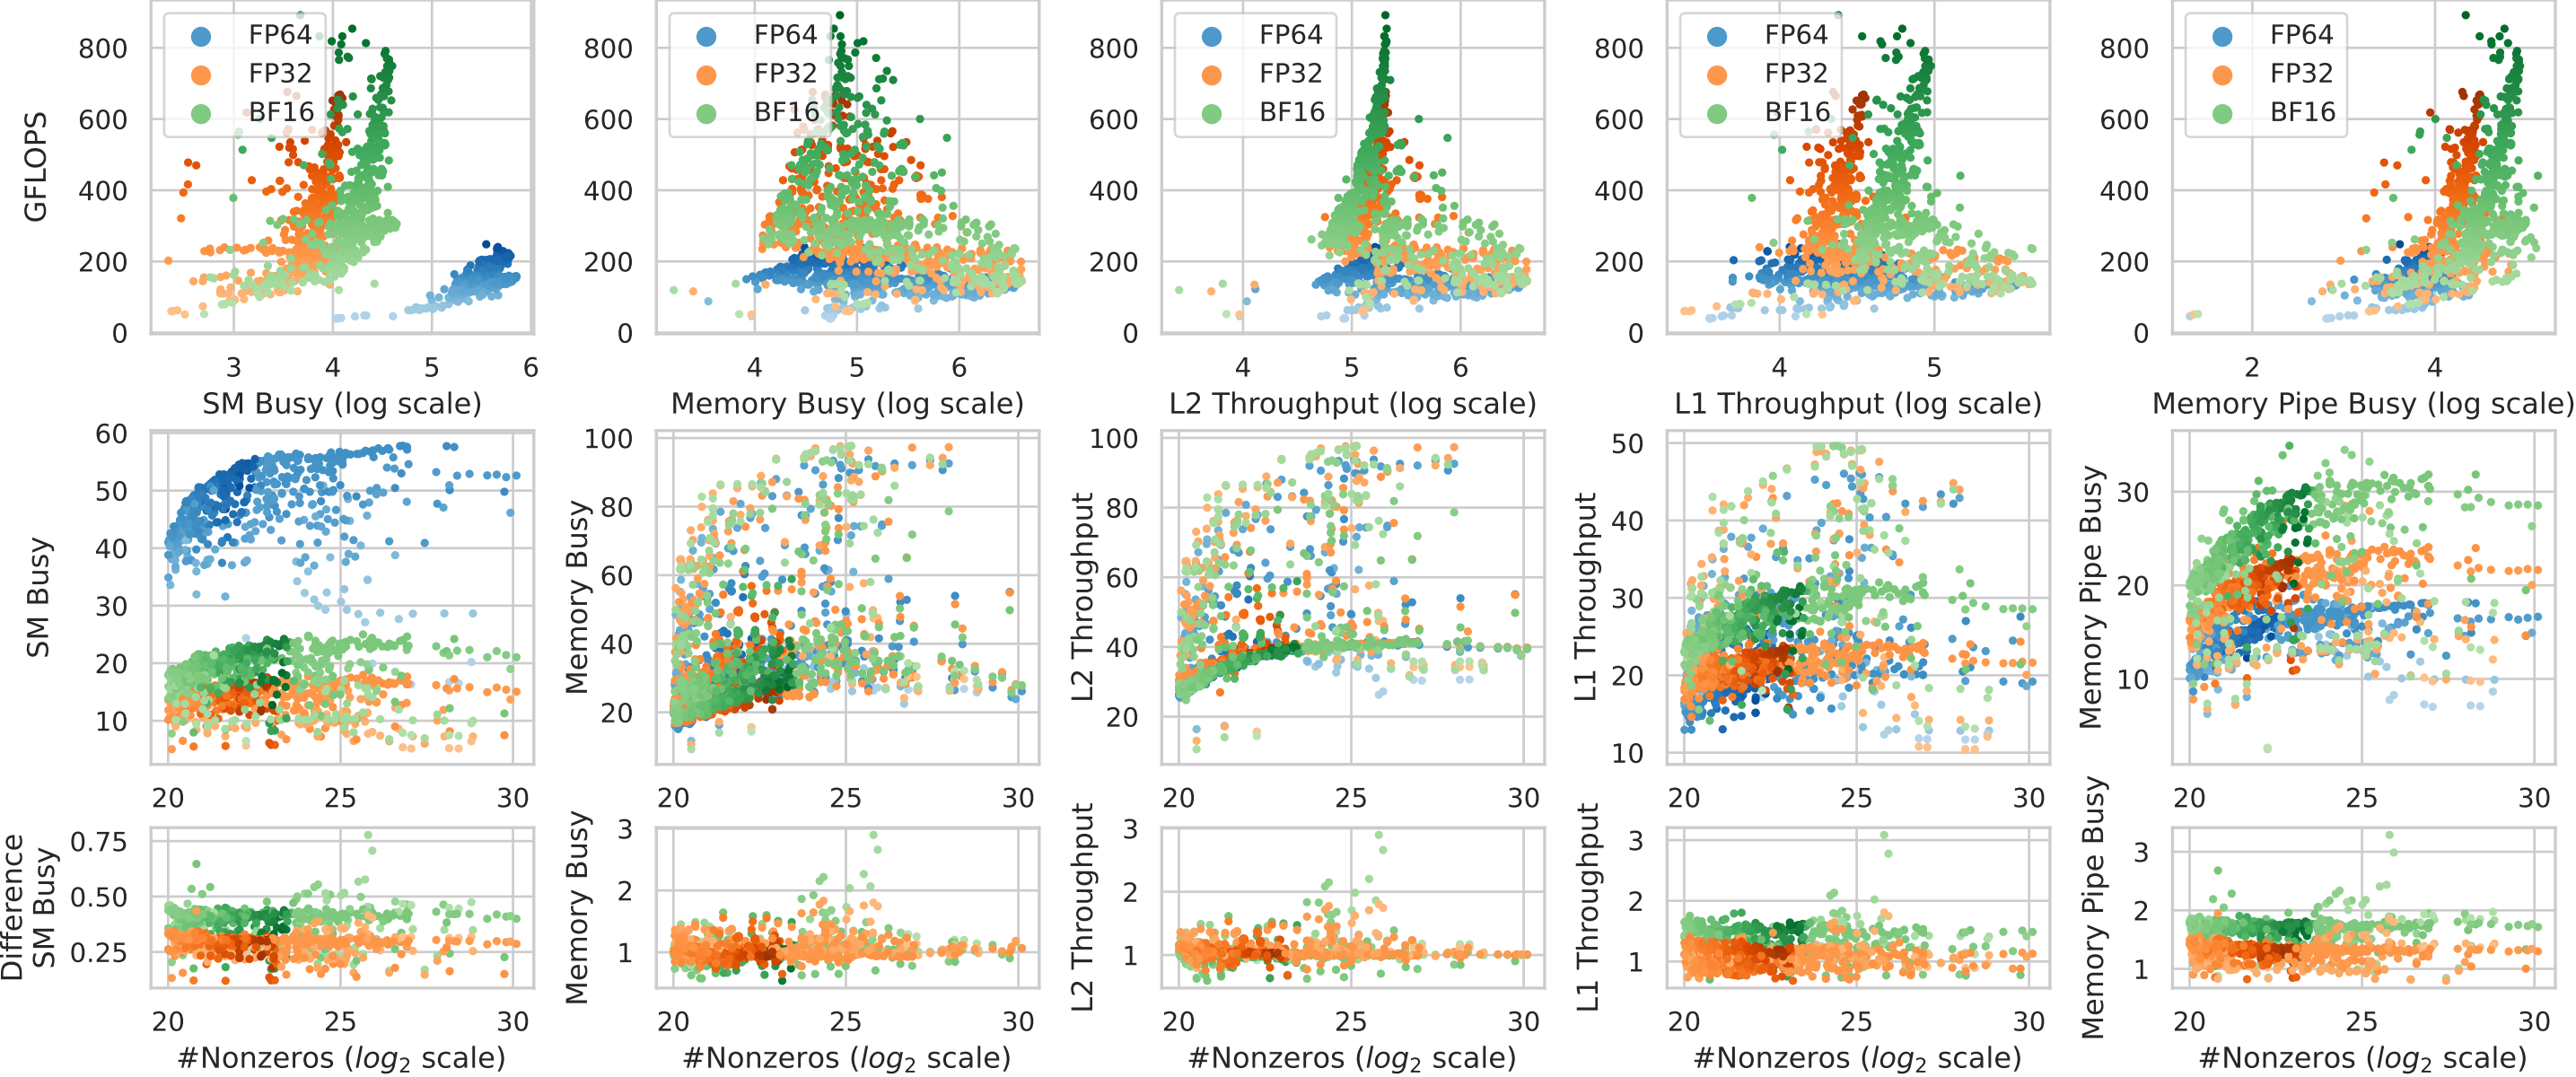 GFLOPS
800
600
400
200
0
FP64
FP32
BF16
3 4 5 6
SM Busy (log scale)
800
600
400
200
0
FP64
FP32
BF16
4 5 6
Memory Busy (log scale)
800
600
400
200
0
FP64
FP32
BF16
4 5 6
L2 Throughput (log scale)
800
600
400
200
0
FP64
FP32
BF16
4 5
L1 Throughput (log scale)
800
600
400
200
0
FP64
FP32
BF16
2 4
Memory Pipe Busy (log scale)
SM Busy
60
50
40
30
20
10
20 25 30
Memory Busy
100
80
60
40
20
20 25 30
L2 Throughput
100
80
60
40
20
20 25 30
L1 Throughput
50
40
30
20
10
20 25 30
Memory Pipe Busy
30
20
10
20 25 30
Difference
SM Busy
0.75
0.50
0.25
20 25 30
#Nonzeros (log2 scale)
Memory Busy
3
2
1
20 25 30
#Nonzeros (log2 scale)
L2 Throughput
3
2
1
20 25 30
#Nonzeros (log2 scale)
L1 Throughput
3
2
1
20 25 30
#Nonzeros (log2 scale)
Memory Pipe Busy
3
2
1
20 25 30
#Nonzeros (log2 scale)